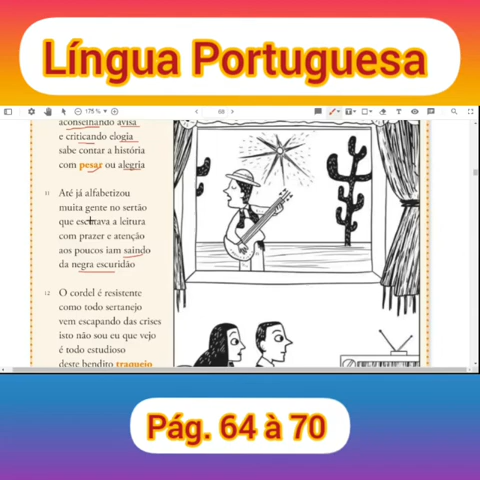 Língua Portuguesa
175 %
68
aconselhando avisa
e criticando elogia
sabe contar a história
com pesar ou alegria
11 Até já alfabetizou
muita gente no sertão
que escutava a leitura
com prazer e atenção
aos poucos iam saindo
da negra escuridão
12 O cordel é resistente
como todo sertanejo
vem escapando das crises
isto não sou eu que vejo
é todo estudioso
deste bendito traquejo
Pág. 64 à 70